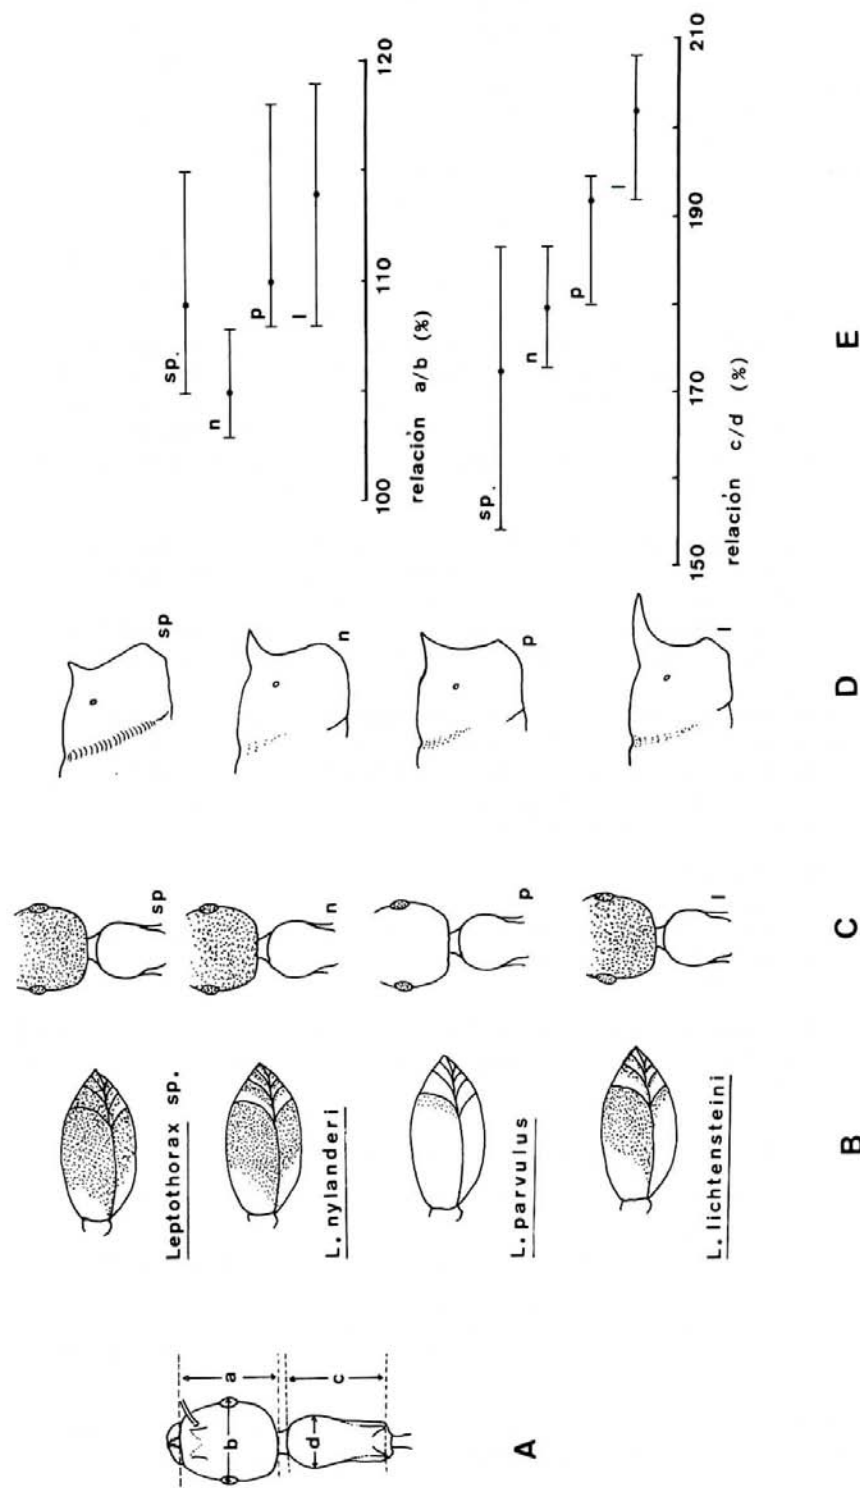 a
b
c
d
A
Leptothorax sp.
L. nylanderi
L. parvulus
L. lichtensteini
B
sp
n
p
l
C
sp
n
p
l
D
sp.
n
p
l
100 110 120
relación a/b (%)
sp.
n
p
l
150 170 190 210
relación c/d (%)
E